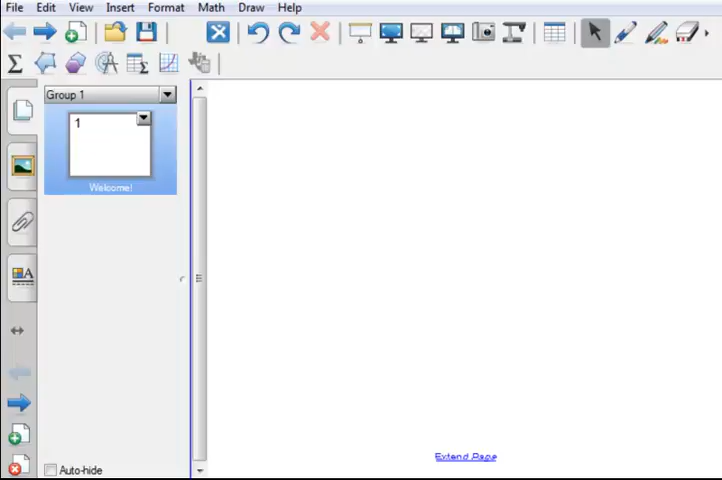 File Edit View Insert Format Math Draw Help
Group 1
1
Welcome!
Extend Page
Auto-hide